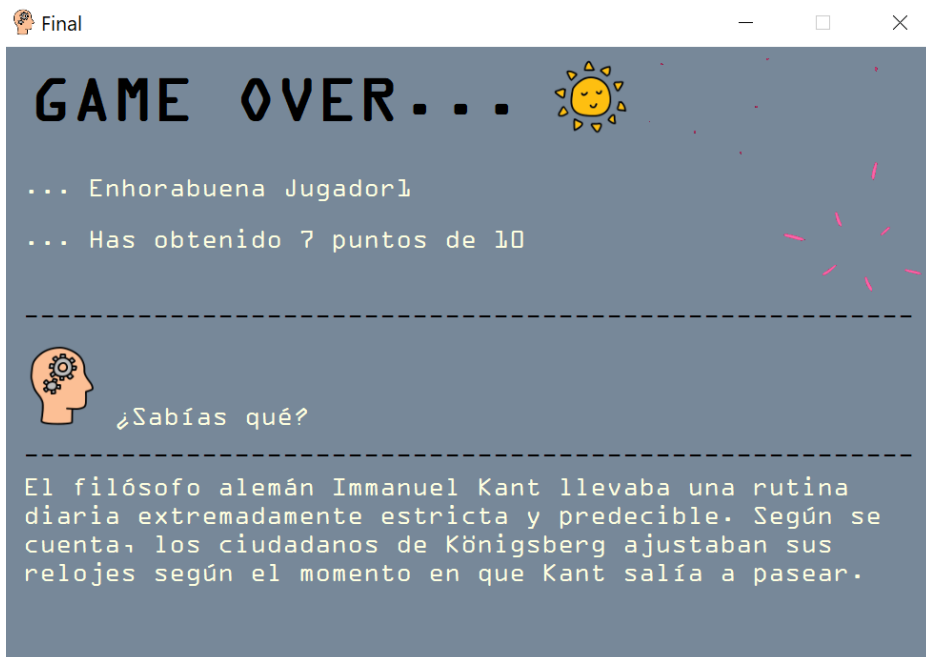 Final
GAME OVER...
... Enhorabuena Jugador1
... Has obtenido 7 puntos de 10
--------------------------------------------------------
¿Sabías qué?
--------------------------------------------------------
El filósofo alemán Immanuel Kant llevaba una rutina
diaria extremadamente estricta y predecible. Según se
cuenta, los ciudadanos de Königsberg ajustaban sus
relojes según el momento en que Kant salía a pasear.